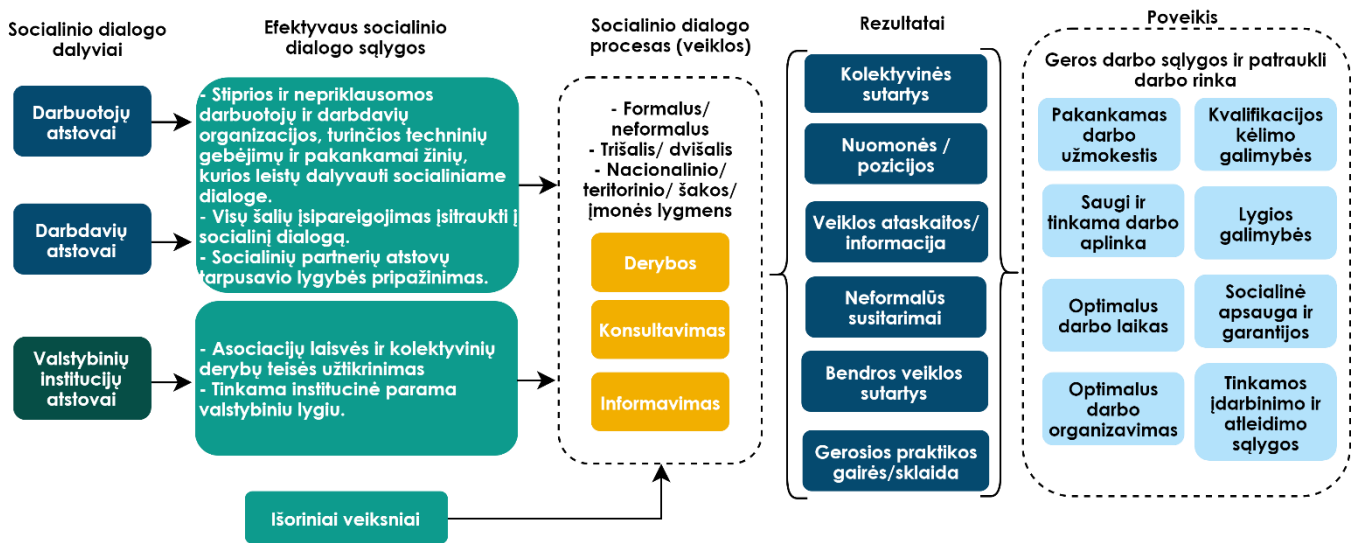 Socialinio dialogo
dalyviai
Darbuotojų
atstovai
Darbdavių
atstovai
Valstybinių
institucijų
atstovai
Efektyvaus socialinio
dialogo sąlygos
- Stiprios ir nepriklausomos
darbuotojų ir darbdavių
organizacijos, turinčios techninių
gebėjimų ir pakankamai žinių,
kurios leistų dalyvauti socialiniame
dialoge.
- Visų šalių įsipareigojimas įsitraukti į
socialinį dialogą.
- Socialinių partnerių atstovų
tarpusavio lygybės pripažinimas.
- Asociacijų laisvės ir kolektyvinių
derybų teisės užtikrinimas
- Tinkama institucinė parama
valstybiniu lygiu.
Išoriniai veiksniai
Socialinio dialogo
procesas (veiklos)
- Formalus/
neformalus
- Trišalis/ dvišalis
- Nacionalinio/
teritorinio/ šakos/
įmonės lygmens
Derybos
Konsultavimas
Informavimas
Rezultatai
Kolektyvinės
sutartys
Nuomonės /
pozicijos
Veiklos ataskaitos/
informacija
Neformalūs
susitarimai
Bendros veiklos
sutartys
Gerosios praktikos
gairės/sklaida
Poveikis
Geros darbo sąlygos ir patraukli
darbo rinka
Pakankamas
darbo
užmokestis
Kvalifikacijos
kėlimo
galimybės
Saugi ir
tinkama darbo
aplinka
Lygios
galimybės
Optimalus
darbo laikas
Socialinė
apsauga ir
garantijos
Optimalus
darbo
organizavimas
Tinkamos
įdarbinimo ir
atleidimo
sąlygos